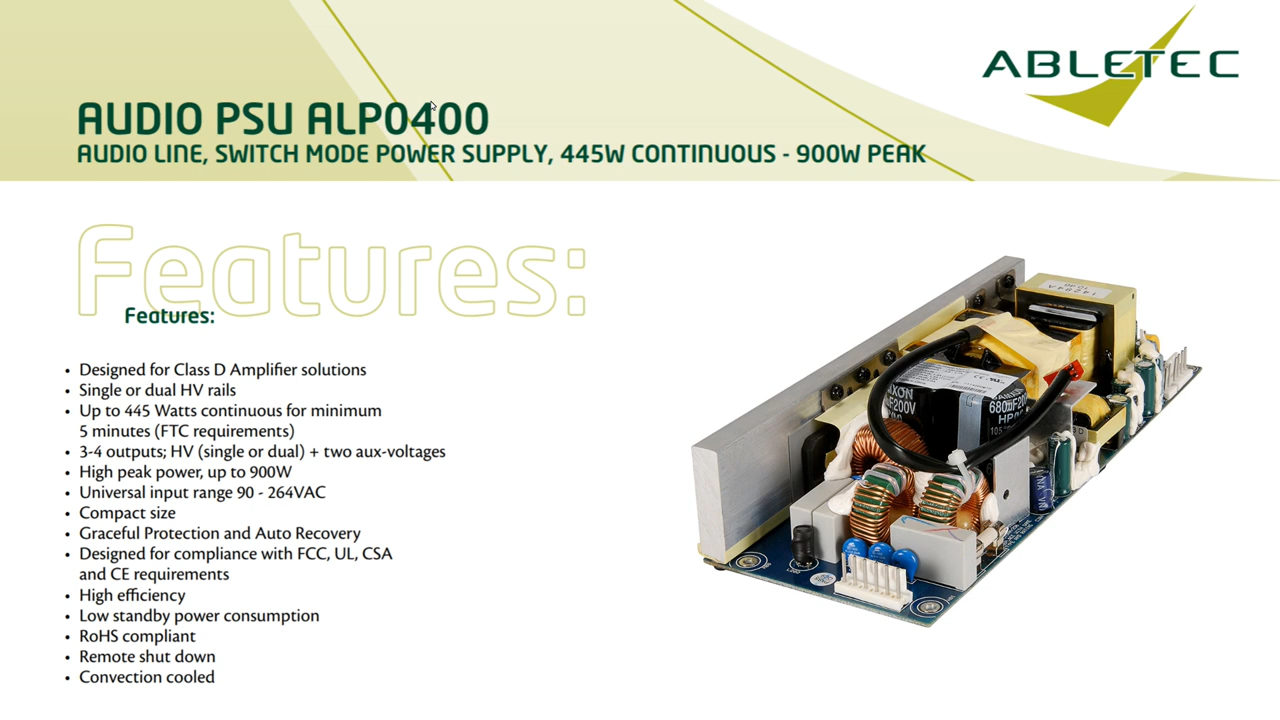 ABLETEC
AUDIO PSU ALP0400
AUDIO LINE, SWITCH MODE POWER SUPPLY, 445W CONTINUOUS - 900W PEAK
Features:
Features:
• Designed for Class D Amplifier solutions
• Single or dual HV rails
• Up to 445 Watts continuous for minimum
5 minutes (FTC requirements)
• 3-4 outputs; HV (single or dual) + two aux-voltages
• High peak power, up to 900W
• Universal input range 90 - 264VAC
• Compact size
• Graceful Protection and Auto Recovery
• Designed for compliance with FCC, UL, CSA
and CE requirements
• High efficiency
• Low standby power consumption
• RoHS compliant
• Remote shut down
• Convection cooled
200V
680µF20
HP
105